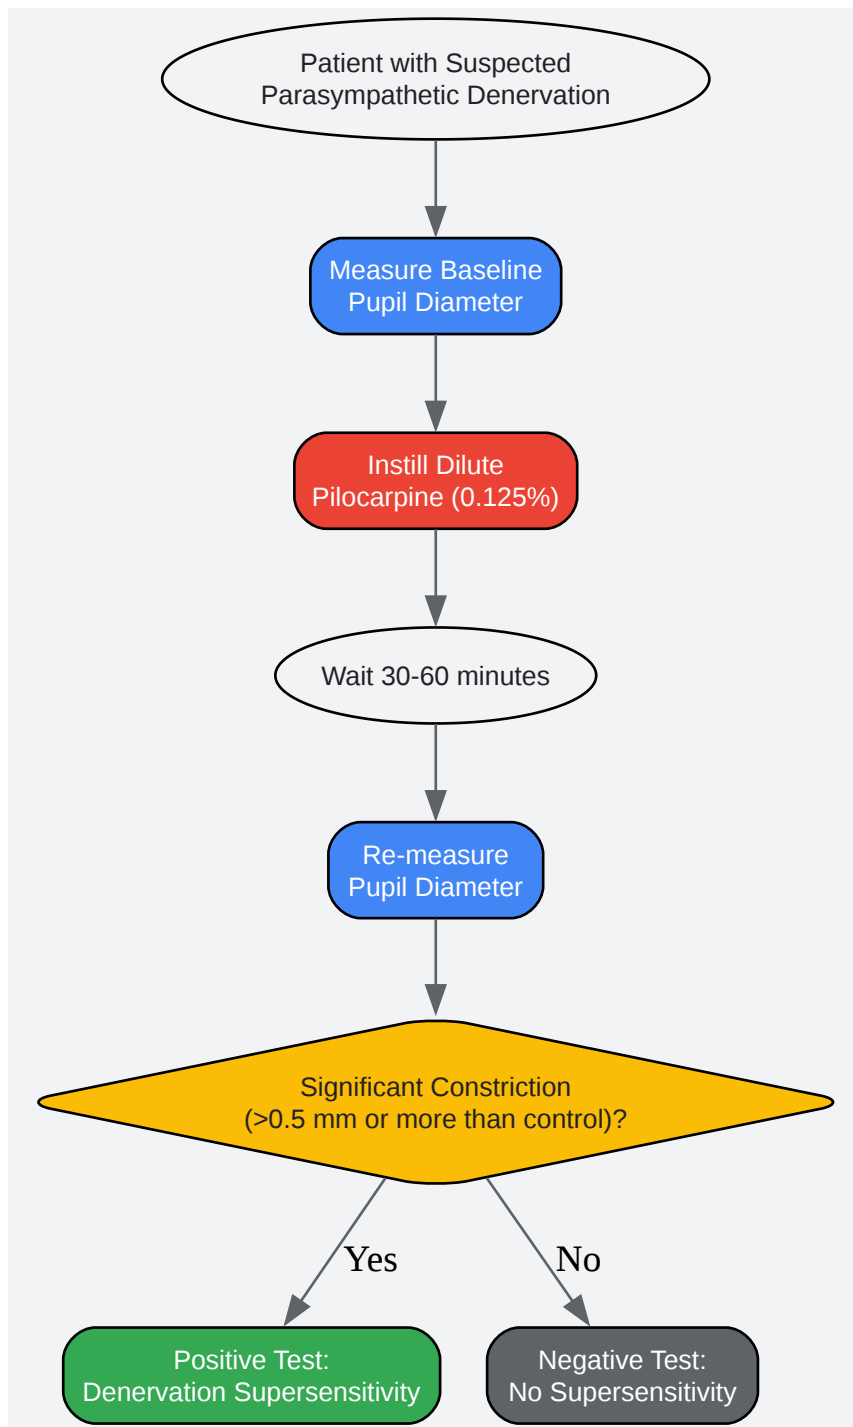 Patient with Suspected
Parasympathetic Denervation
Measure Baseline
Pupil Diameter
Instill Dilute
Pilocarpine (0.125%)
Wait 30-60 minutes
Re-measure
Pupil Diameter
Significant Constriction
(>0.5 mm or more than control)?
Yes
No
Positive Test:
Denervation Supersensitivity
Negative Test:
No Supersensitivity